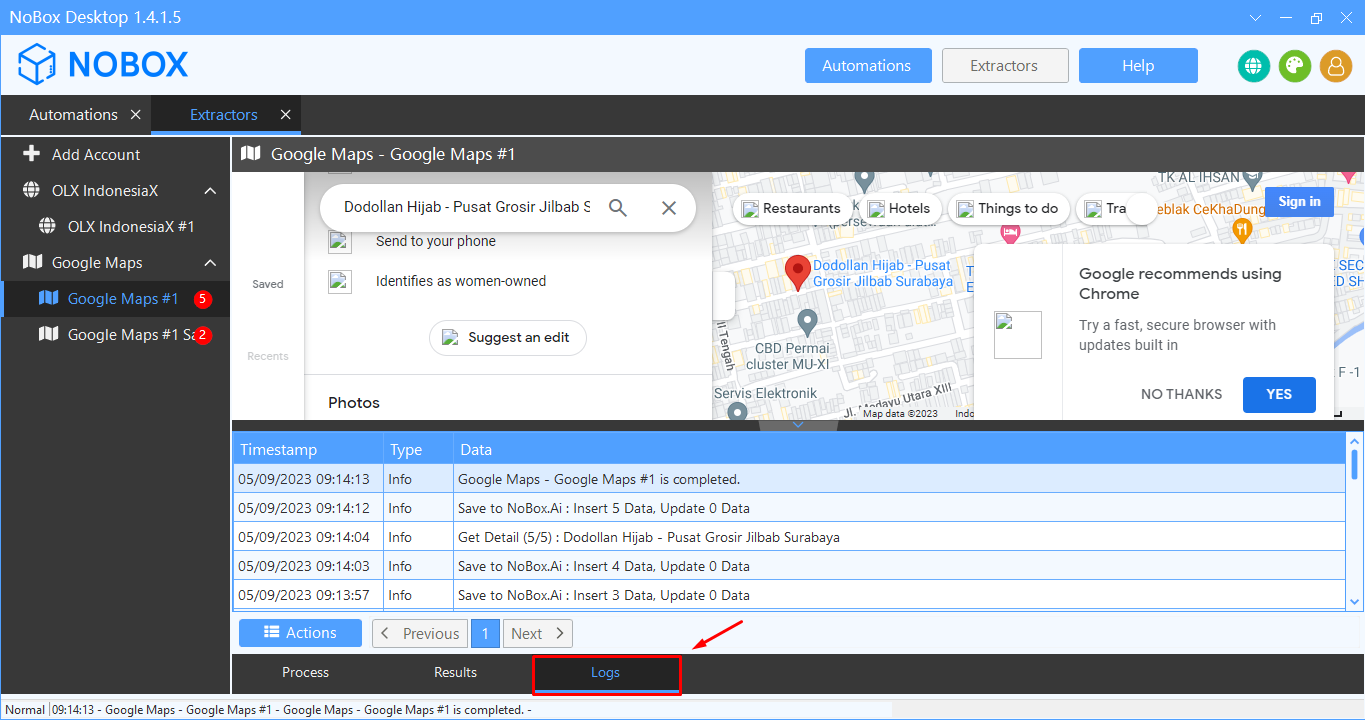 NoBox Desktop 1.4.1.5
NOBOX
Automations
Extractors
Help
Automations
Extractors
Add Account
OLX IndonesiaX
OLX IndonesiaX #1
Google Maps
Google Maps #1
5
Google Maps #1 Sa
2
Google Maps - Google Maps #1
Saved
Recents
Dodollan Hijab - Pusat Grosir Jilbab S
Send to your phone
Identifies as women-owned
Suggest an edit
Photos
Restaurants
Hotels
Things to do
Tra
TK AL IHSAN
Sign in
eblak CeKhaDung
Dodollan Hijab - Pusat
Grosir Jilbab Surabaya
CBD Permai
cluster MU-XI
Servis Elektronik
Jl. Medayu Utara XIII
Il Tengah
Map data ©2023
Indo
SEC
D SH
F -1
Google recommends using
Chrome
Try a fast, secure browser with
updates built in
NO THANKS
YES
Timestamp Type Data
05/09/2023 09:14:13 Info Google Maps - Google Maps #1 is completed.
05/09/2023 09:14:12 Info Save to NoBox.Ai : Insert 5 Data, Update 0 Data
05/09/2023 09:14:04 Info Get Detail (5/5) : Dodollan Hijab - Pusat Grosir Jilbab Surabaya
05/09/2023 09:14:03 Info Save to NoBox.Ai : Insert 4 Data, Update 0 Data
05/09/2023 09:13:57 Info Save to NoBox.Ai : Insert 3 Data, Update 0 Data
Actions
Previous
1
Next
Process
Results
Logs
Normal 09:14:13 - Google Maps - Google Maps #1 - Google Maps - Google Maps #1 is completed. -